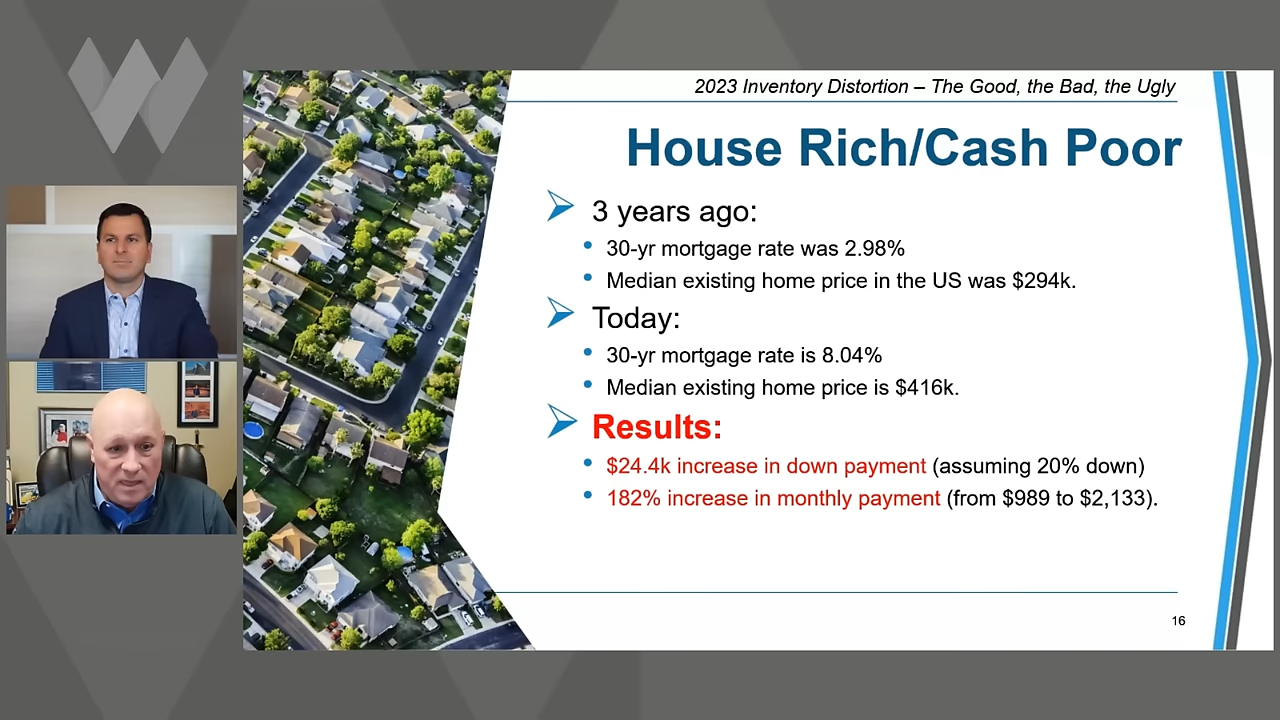 2023 Inventory Distortion – The Good, the Bad, the Ugly
House Rich/Cash Poor
3 years ago:
30-yr mortgage rate was 2.98%
Median existing home price in the US was $294k.
Today:
30-yr mortgage rate is 8.04%
Median existing home price is $416k.
Results:
$24.4k increase in down payment (assuming 20% down)
182% increase in monthly payment (from $989 to $2,133).
16